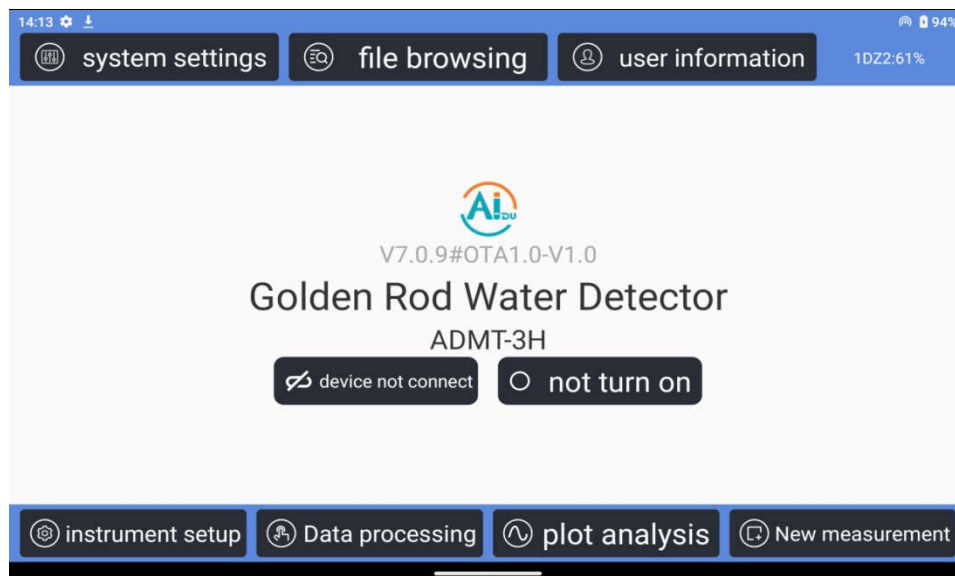 14:13 94%
system settings file browsing user information 1DZ2:61%
Ai DU
V7.0.9#OTA1.0-V1.0
Golden Rod Water Detector
ADMT-3H
device not connect not turn on
instrument setup Data processing plot analysis New measurement